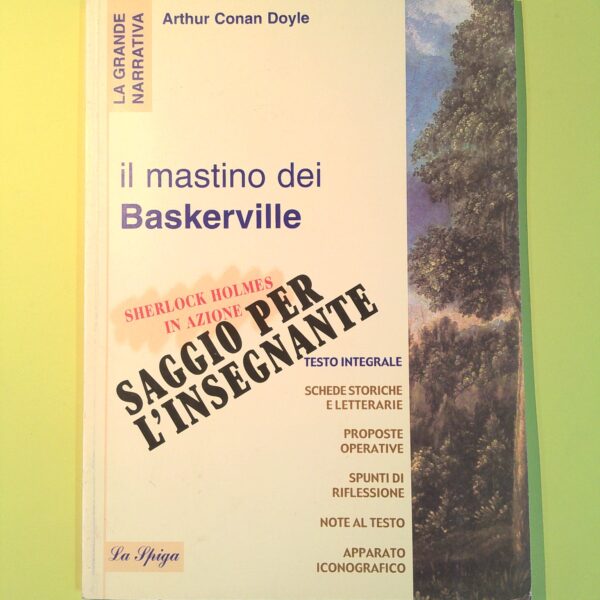 LA GRANDE
NARRATIVA
Arthur Conan Doyle
il mastino dei
Baskerville
SHERLOCK HOLMES
IN AZIONE
SAGGIO PER
L'INSEGNANTE
TESTO INTEGRALE
SCHEDE STORICHE
E LETTERARIE
PROPOSTE
OPERATIVE
SPUNTI DI
RIFLESSIONE
NOTE AL TESTO
APPARATO
ICONOGRAFICO
La Spiga